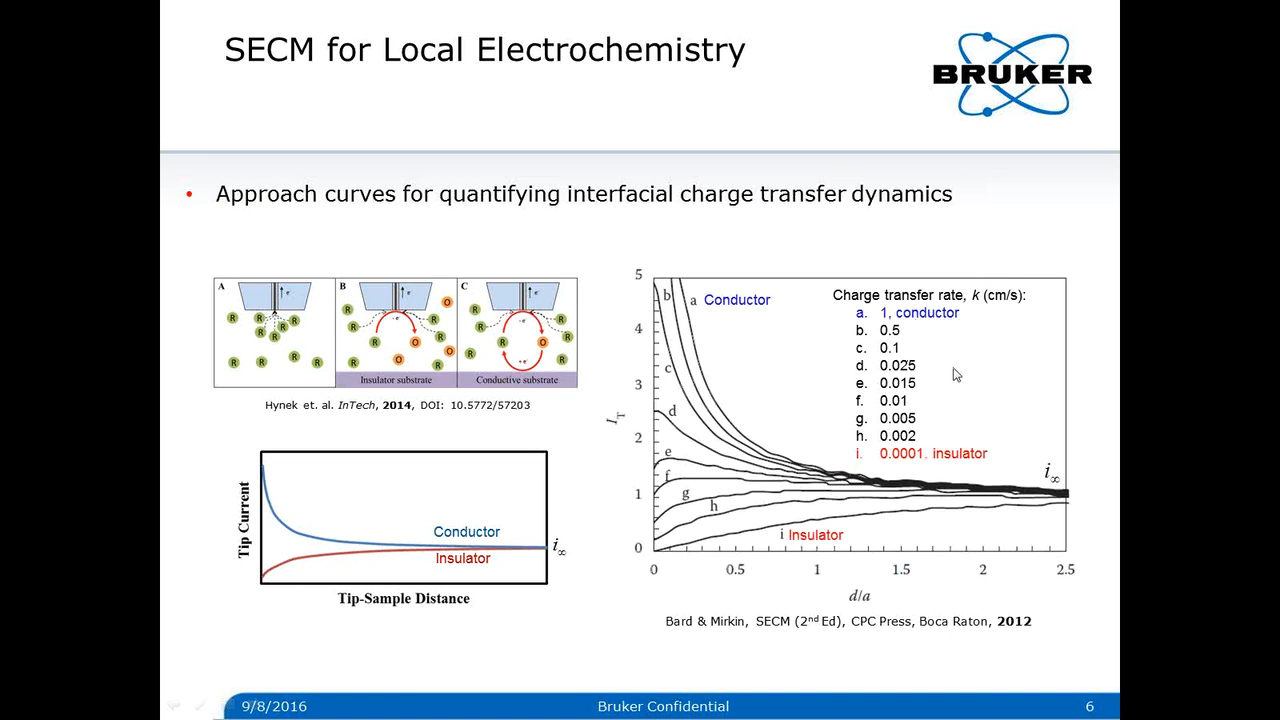 SECM for Local Electrochemistry
BRUKER
• Approach curves for quantifying interfacial charge transfer dynamics
A
e⁻
R R R R R R R R R R R
B
e⁻
- e⁻
R R R R R R O O O O
Insulator substrate
C
e⁻
- e⁻
+ e⁻
R R R R R R R O
Conductive substrate
Hynek et. al. InTech, 2014, DOI: 10.5772/57203
Tip Current
Conductor
Insulator
i∞
Tip-Sample Distance
5
4
3
2
1
0
I_T
a Conductor
b
c
d
e
f
g
h
i Insulator
i∞
Charge transfer rate, k (cm/s):
a. 1, conductor
b. 0.5
c. 0.1
d. 0.025
e. 0.015
f. 0.01
g. 0.005
h. 0.002
i. 0.0001, insulator
0 0.5 1 1.5 2 2.5
d/a
Bard & Mirkin, SECM (2nd Ed), CPC Press, Boca Raton, 2012
9/8/2016 Bruker Confidential 6